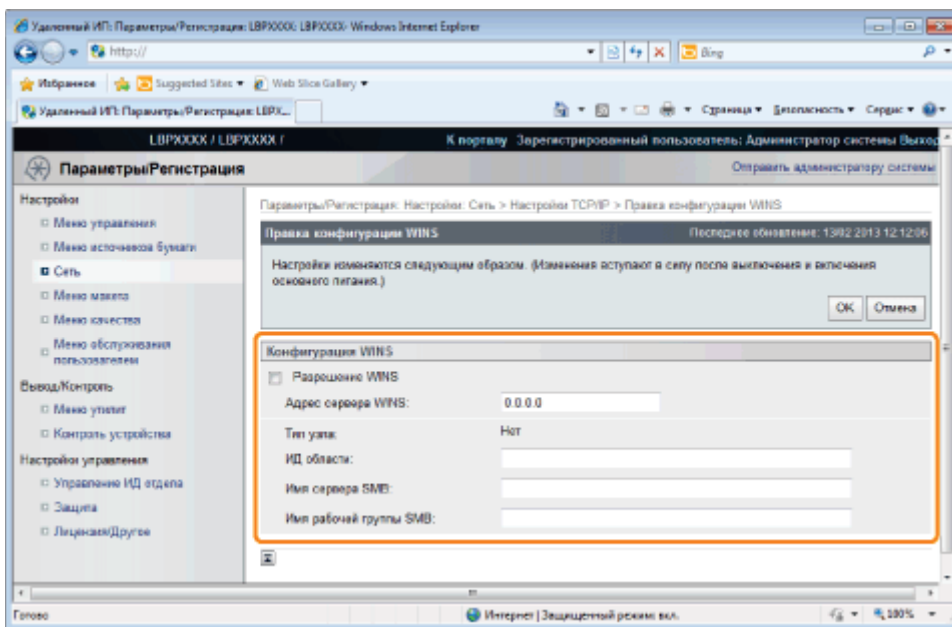 Удаленный ИП: Параметры/Регистрация: LBPXXXX: LBPXXXX- Windows Internet Explorer
http://
Bing
Избранное
Suggested Sites
Web Slice Gallery
Удаленный ИП: Параметры/Регистрация: LBPX...
Страница
Безопасность
Сервис
LBPXXXX / LBPXXXX /
К порталу
Зарегистрированный пользователь: Администратор системы
Выход
Параметры/Регистрация
Отправить администратору системы
Настройки
Меню управления
Меню источников бумаги
Сеть
Меню макета
Меню качества
Меню обслуживания
пользователем
Вывод/Контроль
Меню утилит
Контроль устройства
Настройки управления
Управление ИД отдела
Защита
Лицензия/Другое
Параметры/Регистрация: Настройки: Сеть > Настройки TCP/IP > Правка конфигурации WINS
Правка конфигурации WINS
Последнее обновление: 13/02 2013 12:12:06
Настройки изменяются следующим образом. (Изменения вступают в силу после выключения и включения
основного питания.)
OK
Отмена
Конфигурация WINS
Разрешение WINS
Адрес сервера WINS:
0.0.0.0
Тип узла:
Нет
ИД области:
Имя сервера SMB:
Имя рабочей группы SMB:
Готово
Интернет | Защищенный режим: вкл.
100%